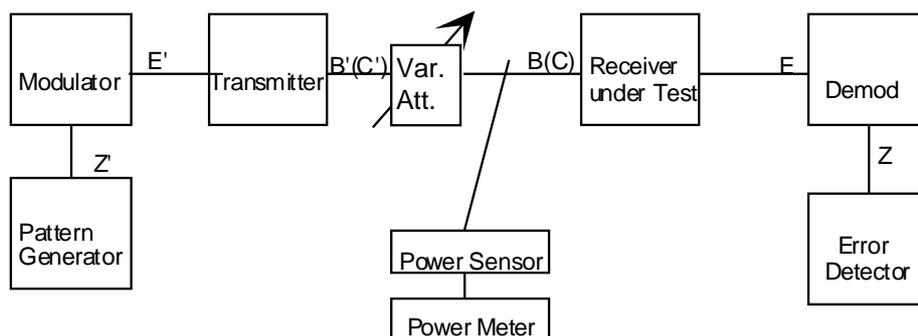 Modulator
E'
Transmitter
B'(C')
Var.
Att.
B(C)
Receiver
under Test
E
Demod
Z'
Z
Pattern
Generator
Power Sensor
Power Meter
Error
Detector